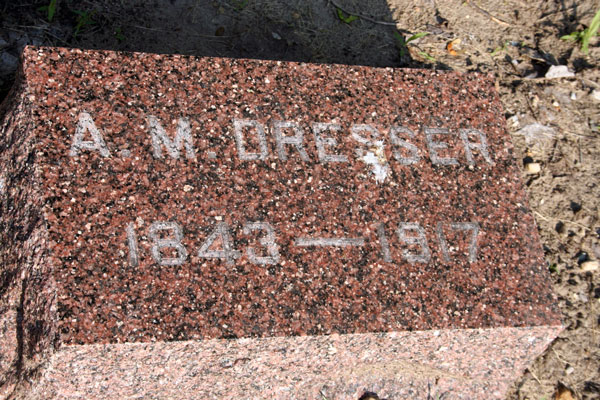 A. M. DRESSER
1843 — 1917